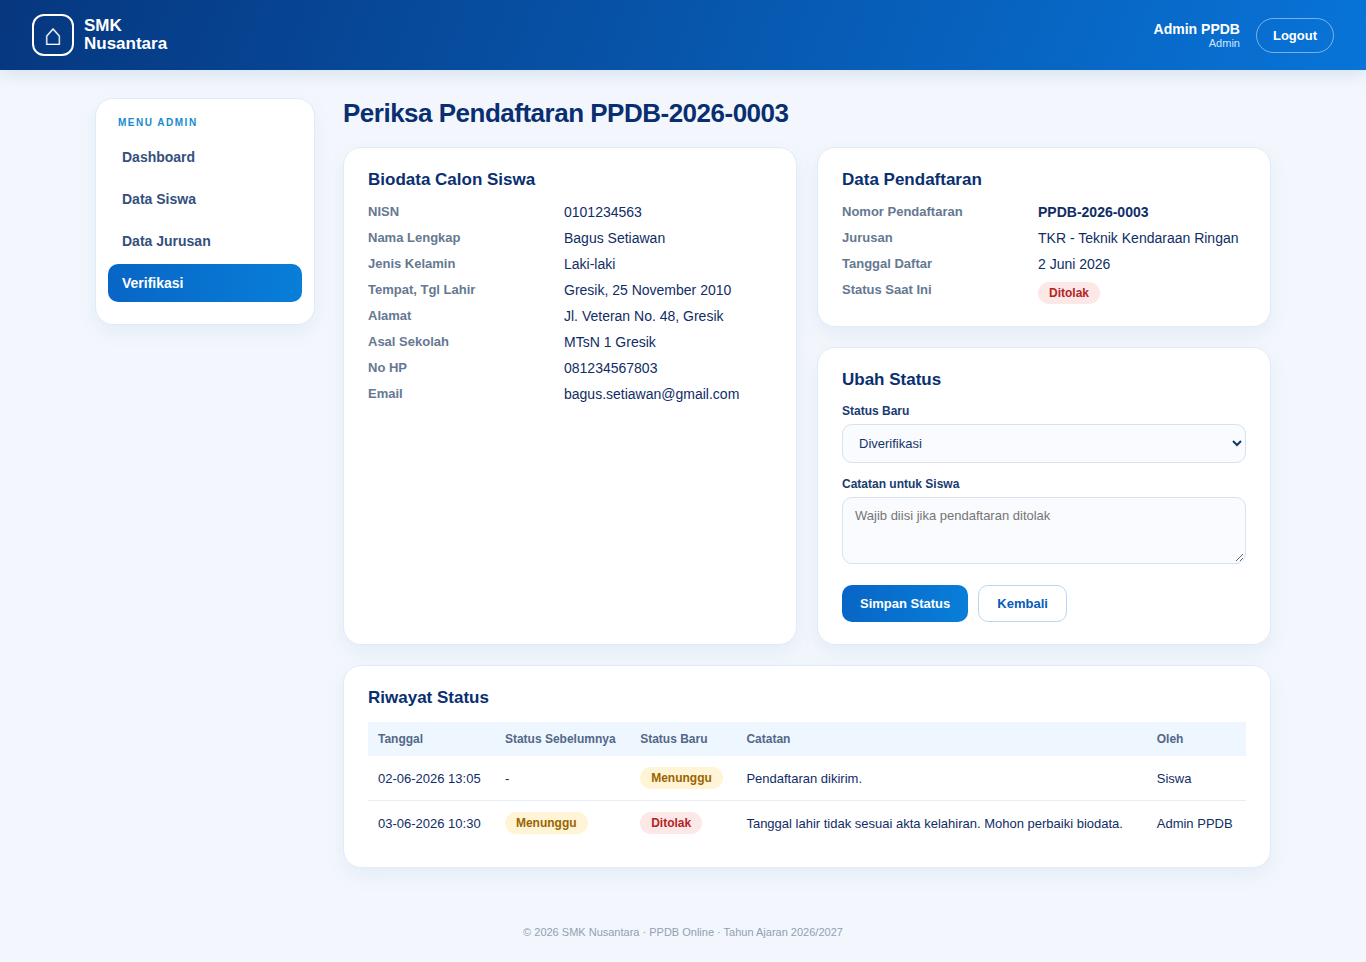 SMK
Nusantara
Admin PPDB
Admin
Logout
MENU ADMIN
Dashboard
Data Siswa
Data Jurusan
Verifikasi
Periksa Pendaftaran PPDB-2026-0003
Biodata Calon Siswa
NISN 0101234563
Nama Lengkap Bagus Setiawan
Jenis Kelamin Laki-laki
Tempat, Tgl Lahir Gresik, 25 November 2010
Alamat Jl. Veteran No. 48, Gresik
Asal Sekolah MTsN 1 Gresik
No HP 081234567803
Email bagus.setiawan@gmail.com
Data Pendaftaran
Nomor Pendaftaran PPDB-2026-0003
Jurusan TKR - Teknik Kendaraan Ringan
Tanggal Daftar 2 Juni 2026
Status Saat Ini Ditolak
Ubah Status
Status Baru
Diverifikasi
Catatan untuk Siswa
Wajib diisi jika pendaftaran ditolak
Simpan Status Kembali
Riwayat Status
Tanggal Status Sebelumnya Status Baru Catatan Oleh
02-06-2026 13:05 - Menunggu Pendaftaran dikirim. Siswa
03-06-2026 10:30 Menunggu Ditolak Tanggal lahir tidak sesuai akta kelahiran. Mohon perbaiki biodata. Admin PPDB
© 2026 SMK Nusantara · PPDB Online · Tahun Ajaran 2026/2027